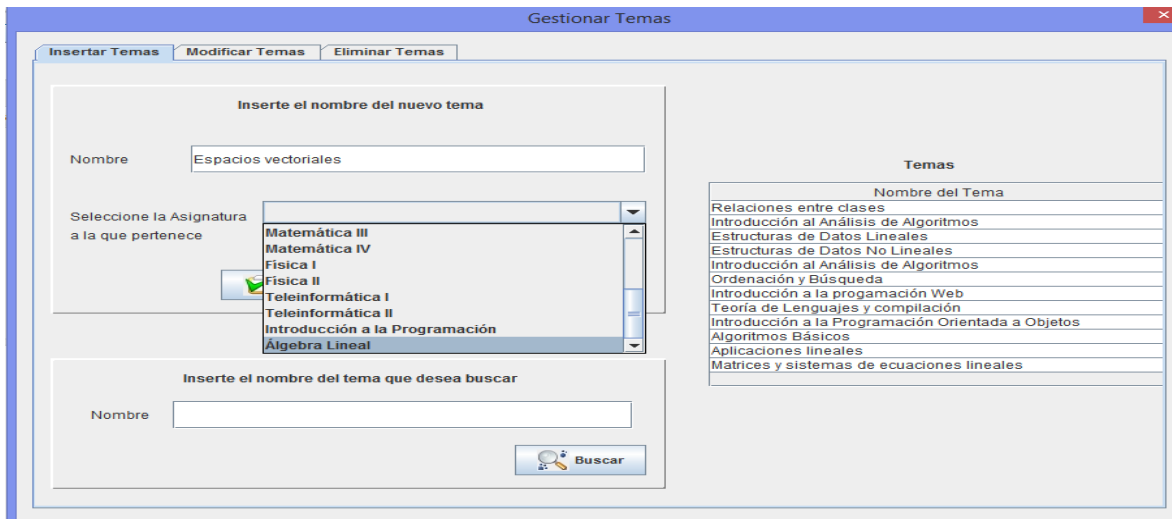 Gestionar Temas
Insertar Temas
Modificar Temas
Eliminar Temas
Inserte el nombre del nuevo tema
Nombre
Espacios vectoriales
Seleccione la Asignatura
a la que pertenece
Matemática III
Matemática IV
Física I
Física II
Teleinformática I
Teleinformática II
Introducción a la Programación
Álgebra Lineal
Inserte el nombre del tema que desea buscar
Nombre
Buscar
Temas
Nombre del Tema
Relaciones entre clases
Introducción al Análisis de Algoritmos
Estructuras de Datos Lineales
Estructuras de Datos No Lineales
Introducción al Análisis de Algoritmos
Ordenación y Búsqueda
Introducción a la progamación Web
Teoría de Lenguajes y compilación
Introducción a la Programación Orientada a Objetos
Algoritmos Básicos
Aplicaciones lineales
Matrices y sistemas de ecuaciones lineales